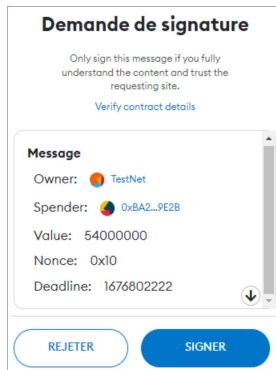 Demande de signature
Only sign this message if you fully
understand the content and trust the
requesting site.
Verify contract details
Message
Owner: TestNet
Spender: 0xBA2...9E2B
Value: 54000000
Nonce: 0x10
Deadline: 1676802222
REJETER
SIGNER